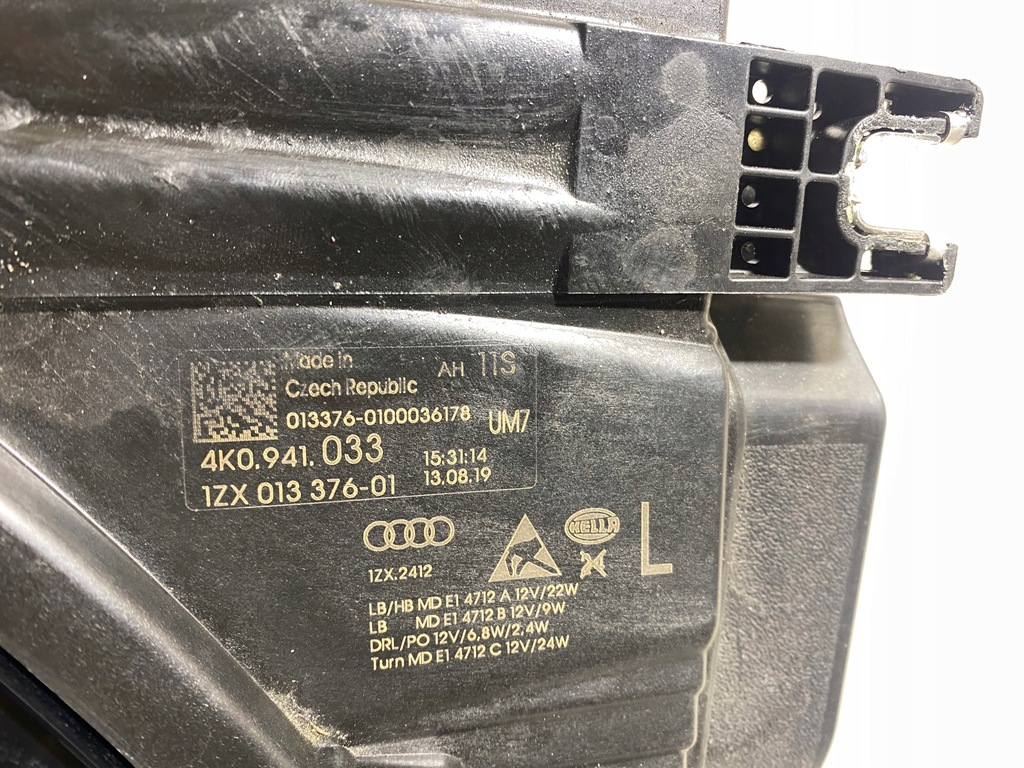 Made in AH 11S
Czech Republic
013376-0100036178 UM7
4K0.941.033 15:31:14
1ZX 013 376-01 13.08.19
HELLA
L
1ZX.2412
LB/HB MD E1 4712 A 12V/22W
LB MD E1 4712 B 12V/9W
DRL/PO 12V/6,8W/2,4W
Turn MD E1 4712 C 12V/24W